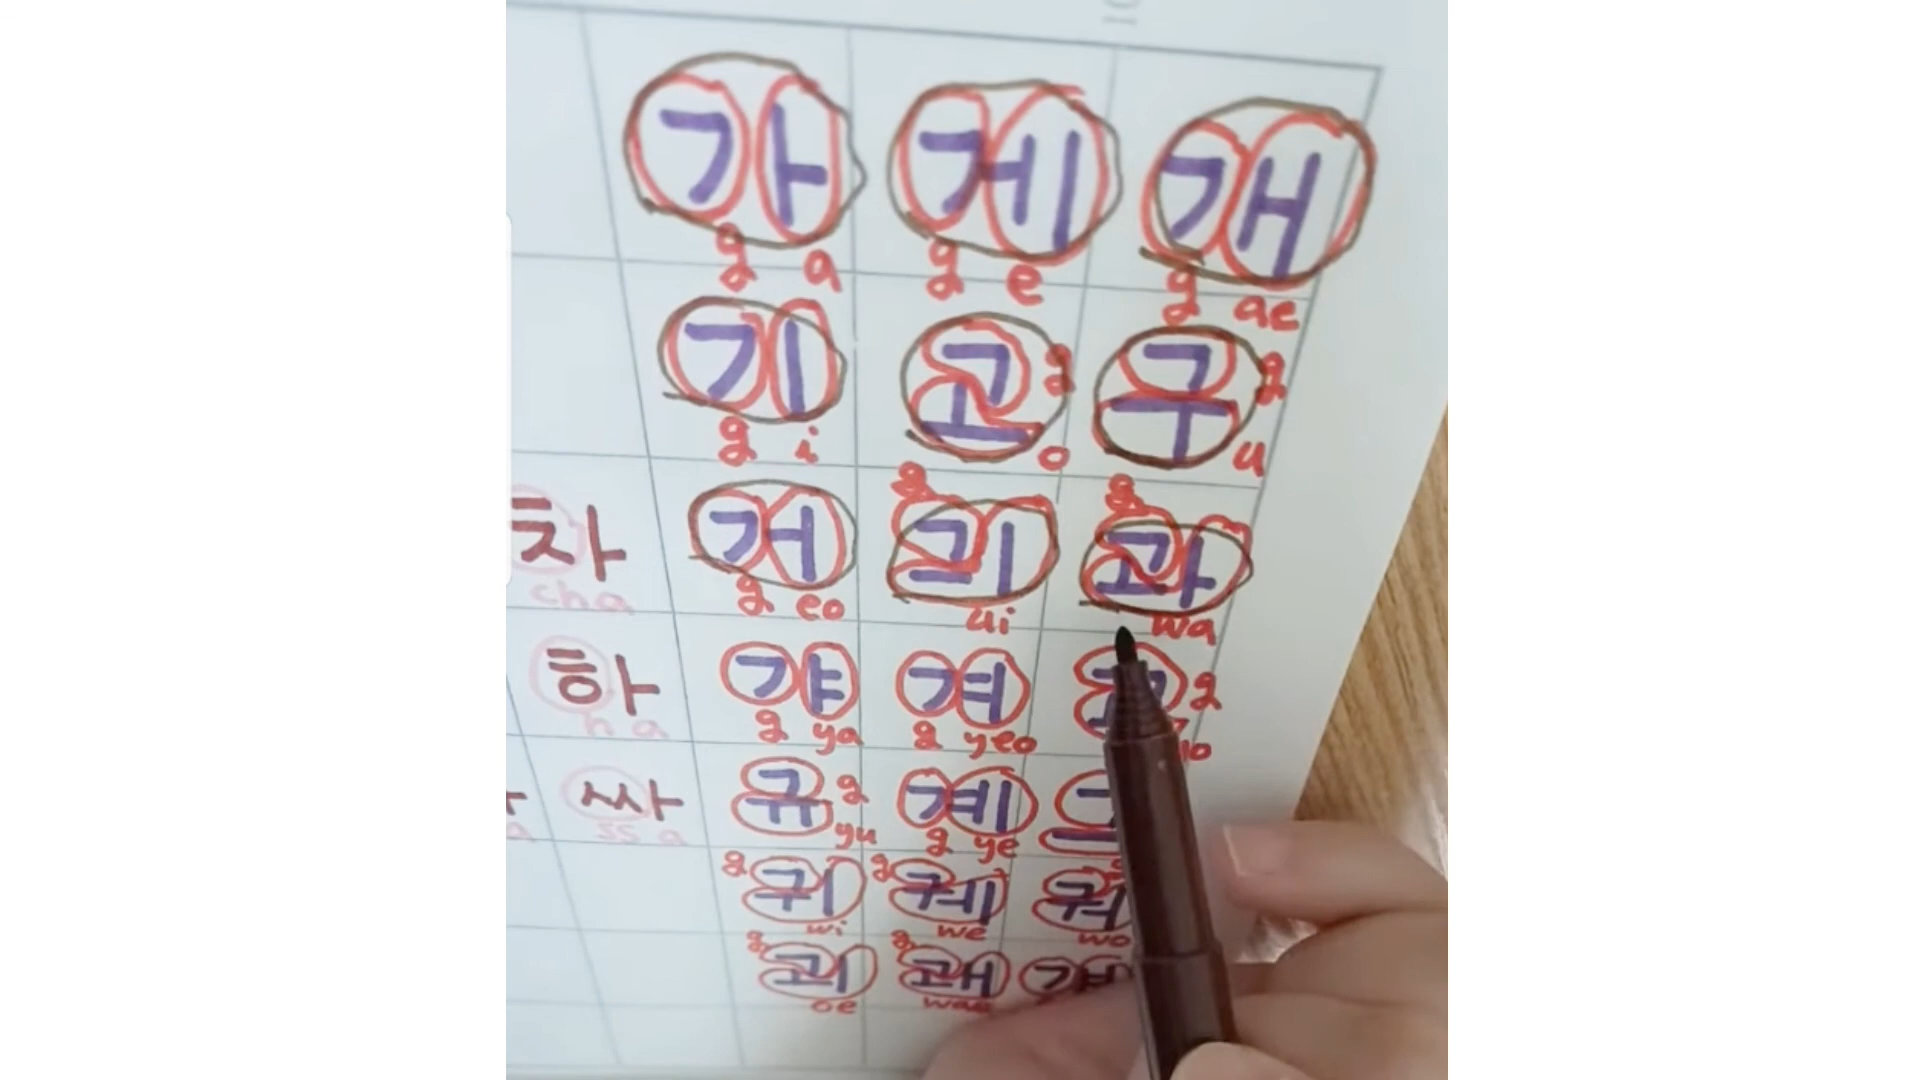 10
가 게 개
g a g e g ae
기 고 구
g i g o g u
차 거 긔 과
cha g eo g ui g wa
하 갸 겨
ha g ya g yeo g
싸 규 계
ssa g yu g ye
귀 궤 궈
g wi g we wo
괴 괘
g oe g wae